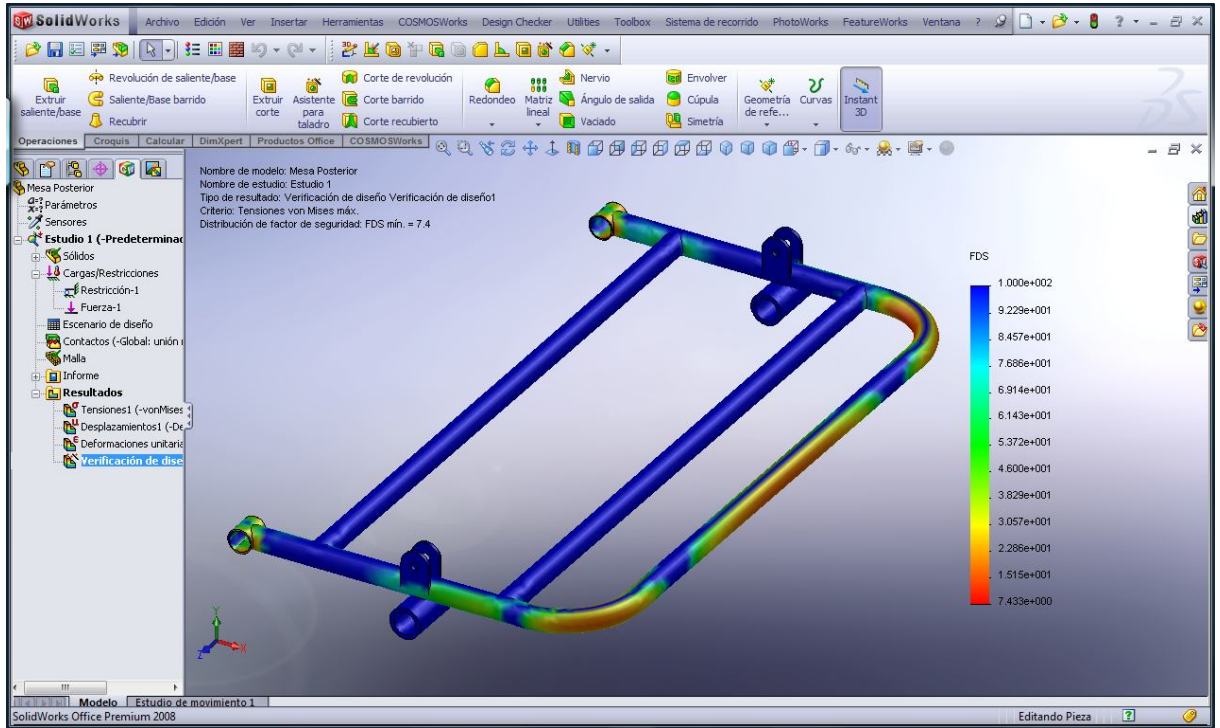 SolidWorks Archivo Edición Ver Insertar Herramientas COSMOSWorks Design Checker Utilities Toolbox Sistema de recorrido PhotoWorks FeatureWorks Ventana ?
Extruir saliente/base
Revolución de saliente/base
Saliente/Base barrido
Recubrir
Extruir corte
Asistente para taladro
Corte de revolución
Corte barrido
Corte recubierto
Redondeo
Matriz lineal
Nervio
Ángulo de salida
Vaciado
Envolver
Cúpula
Simetría
Geometría de refe...
Curvas
Instant 3D
Operaciones Croquis Calcular DimXpert Productos Office COSMOSWorks
Mesa Posterior
Parámetros
Sensores
Estudio 1 (-Predeterminac
Sólidos
Cargas/Restricciones
Restricción-1
Fuerza-1
Escenario de diseño
Contactos (-Global: unión
Malla
Informe
Resultados
Tensiones1 (-vonMises
Desplazamientos1 (-De
Deformaciones unitaria
Verificación de dise
Nombre de modelo: Mesa Posterior
Nombre de estudio: Estudio 1
Tipo de resultado: Verificación de diseño Verificación de diseño1
Criterio: Tensiones von Mises máx.
Distribución de factor de seguridad: FDS mín. = 7.4
FDS
1.000e+002
9.229e+001
8.457e+001
7.686e+001
6.914e+001
6.143e+001
5.372e+001
4.600e+001
3.829e+001
3.057e+001
2.286e+001
1.515e+001
7.433e+000
Y
X
Z
Modelo Estudio de movimiento 1
SolidWorks Office Premium 2008
Editando Pieza